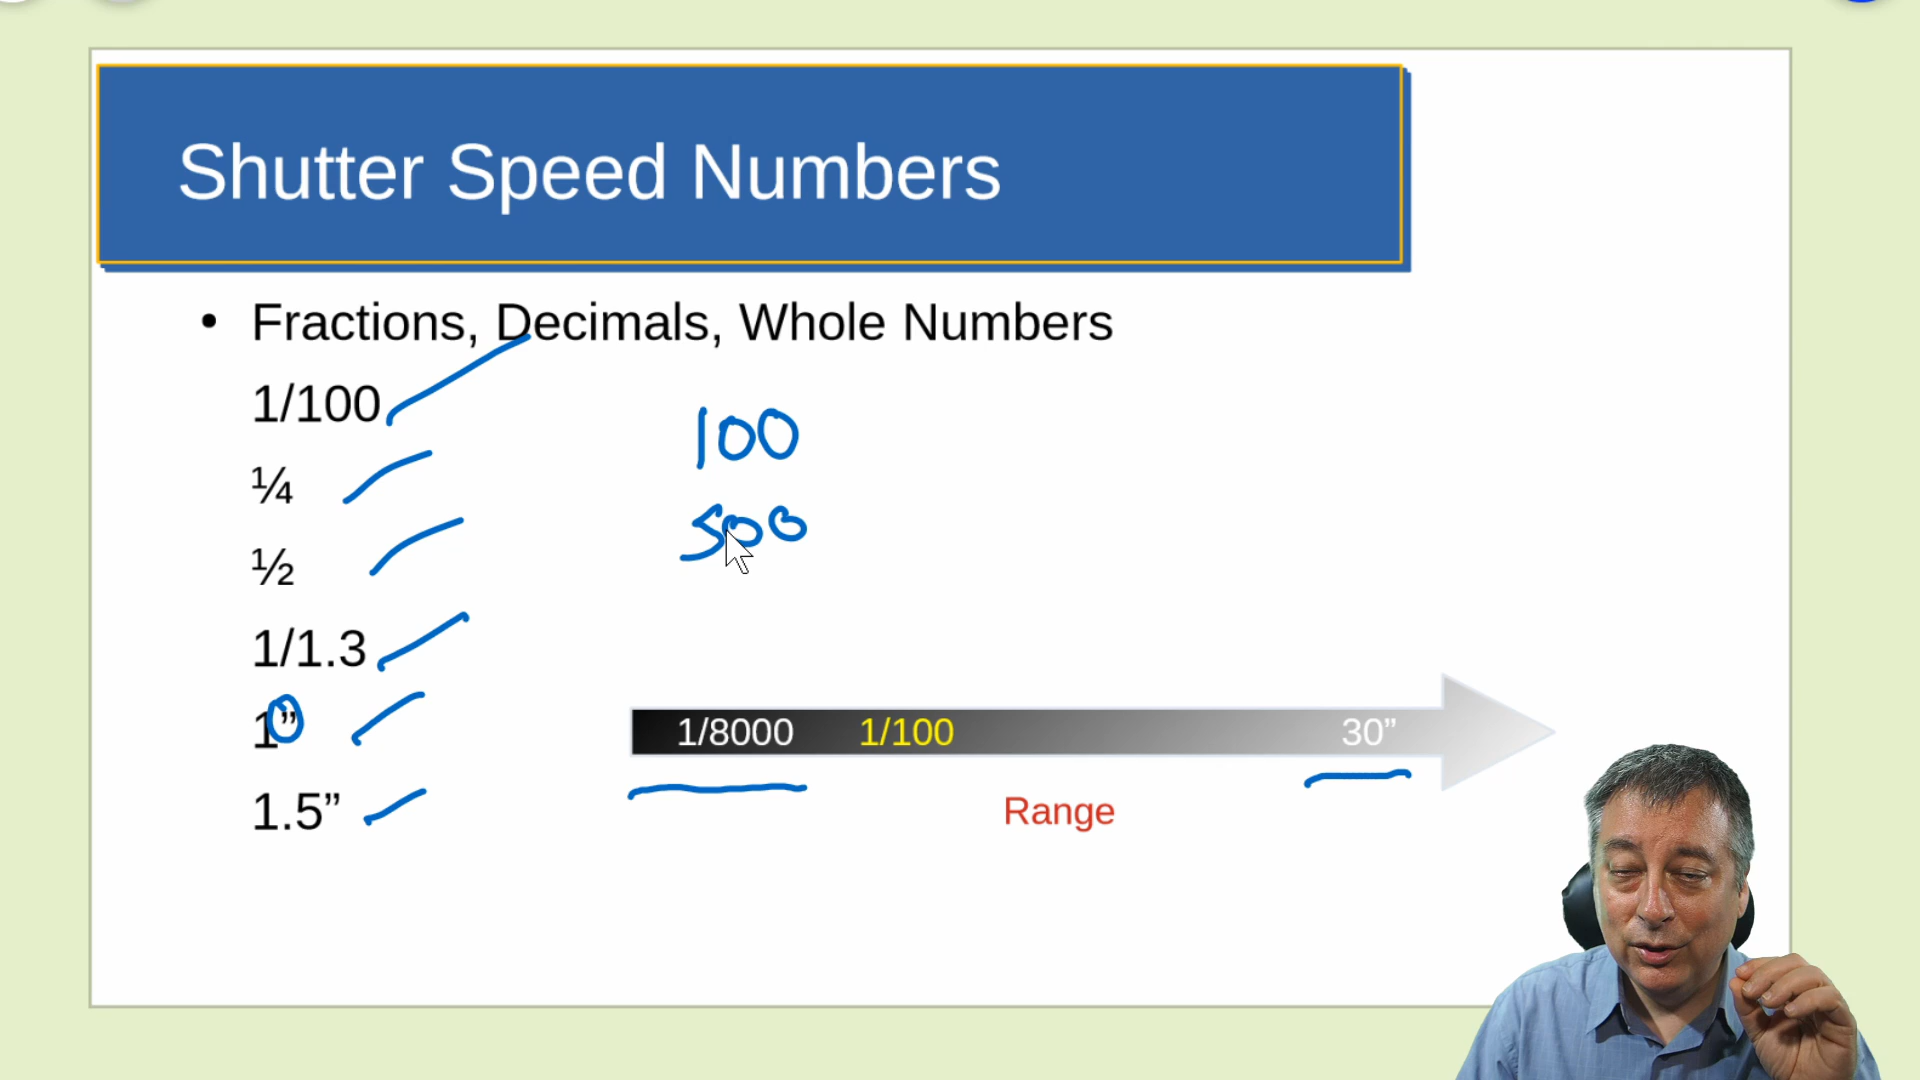 Shutter Speed Numbers
• Fractions, Decimals, Whole Numbers
1/100
¼
½
1/1.3
1”
1.5”
100
500
1/8000 1/100 30”
Range